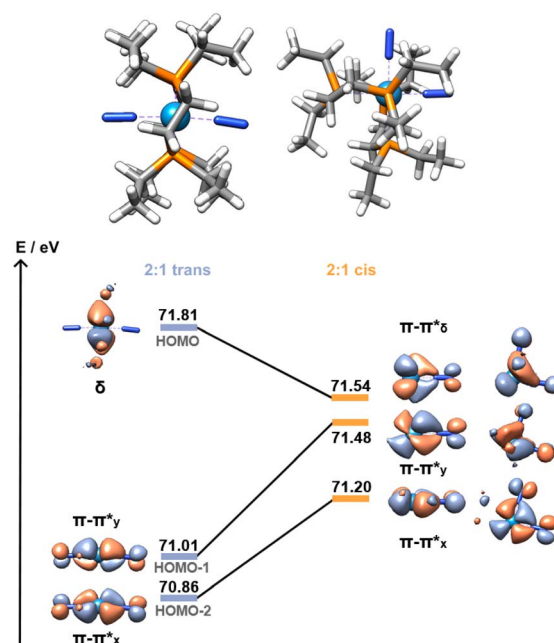 E / eV
2:1 trans
2:1 cis
71.81
HOMO
δ
π-π*δ
71.54
71.48
π-π*y
71.20
π-π*x
π-π*y
71.01
HOMO-1
70.86
HOMO-2
π-π*x